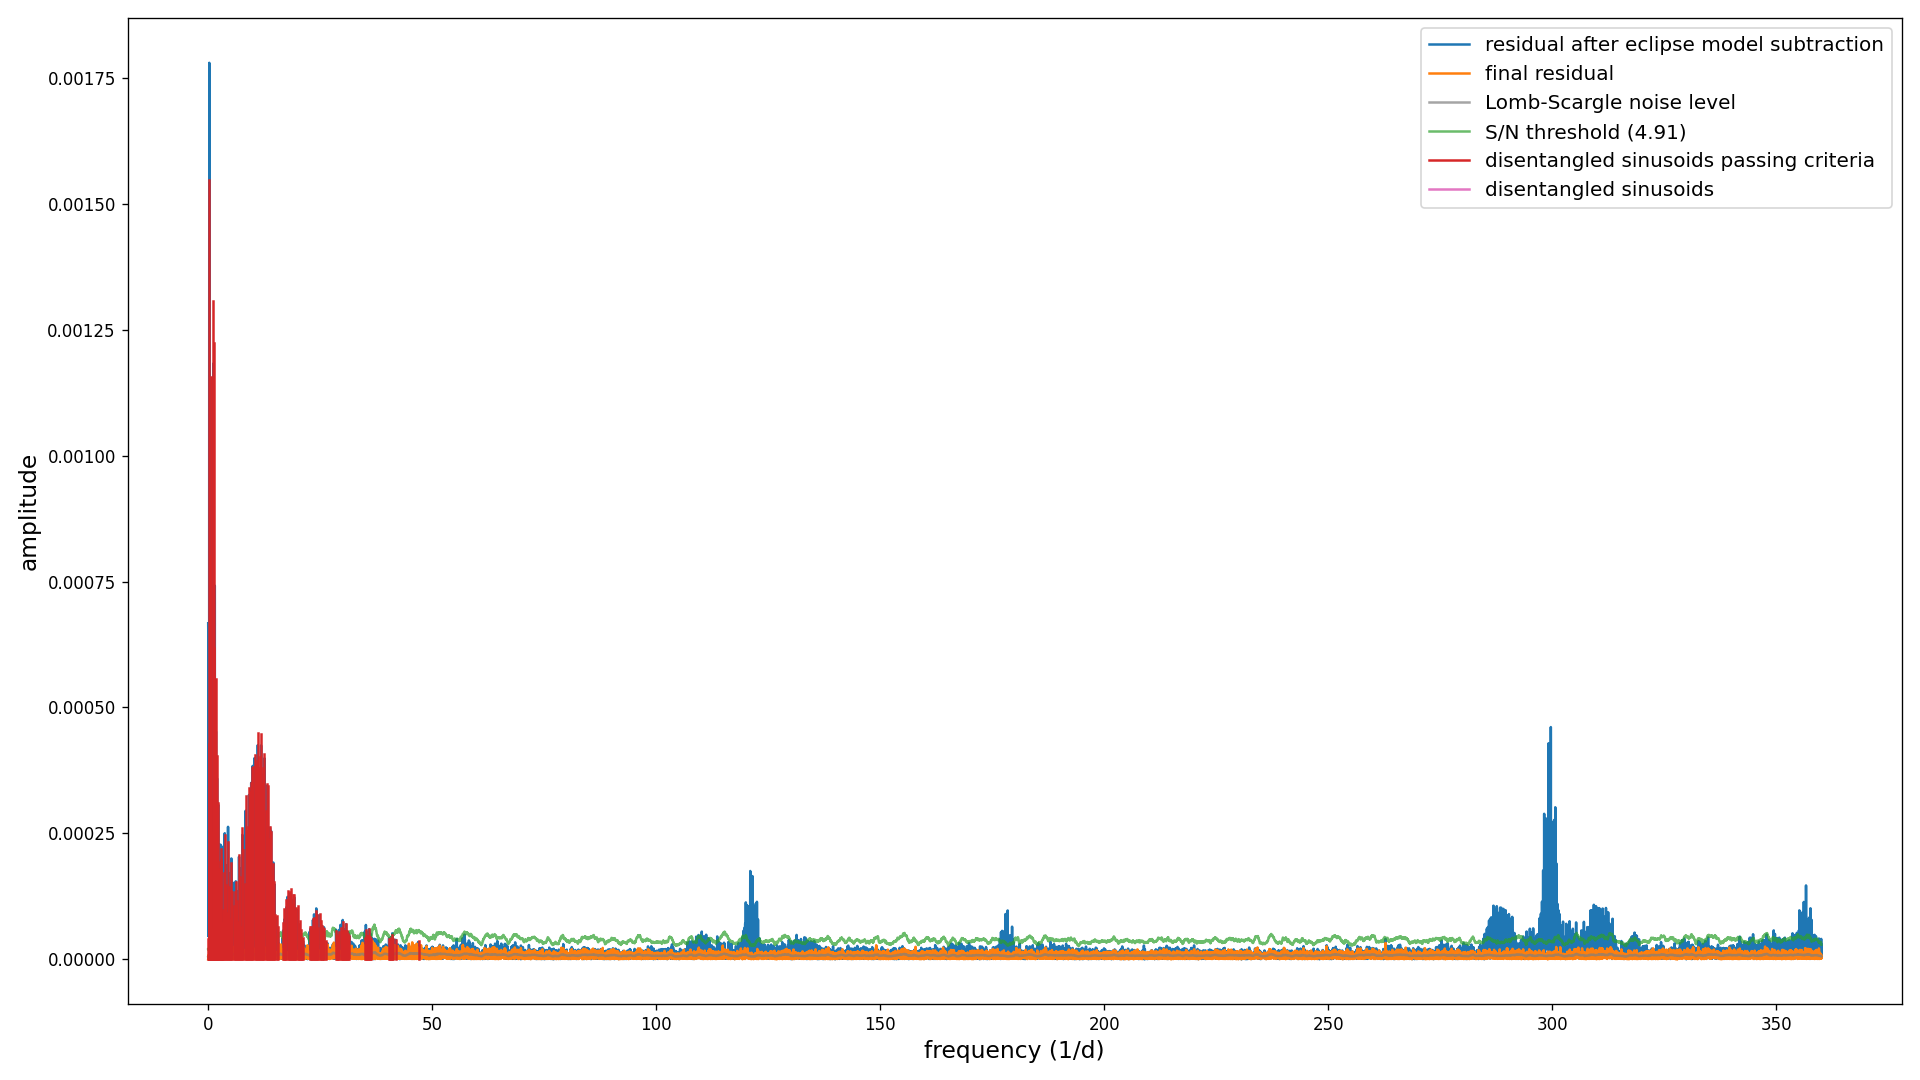 residual after eclipse model subtraction
final residual
Lomb-Scargle noise level
S/N threshold (4.91)
disentangled sinusoids passing criteria
disentangled sinusoids
0.00175
0.00150
0.00125
0.00100
0.00075
0.00050
0.00025
0.00000
amplitude
0 50 100 150 200 250 300 350
frequency (1/d)